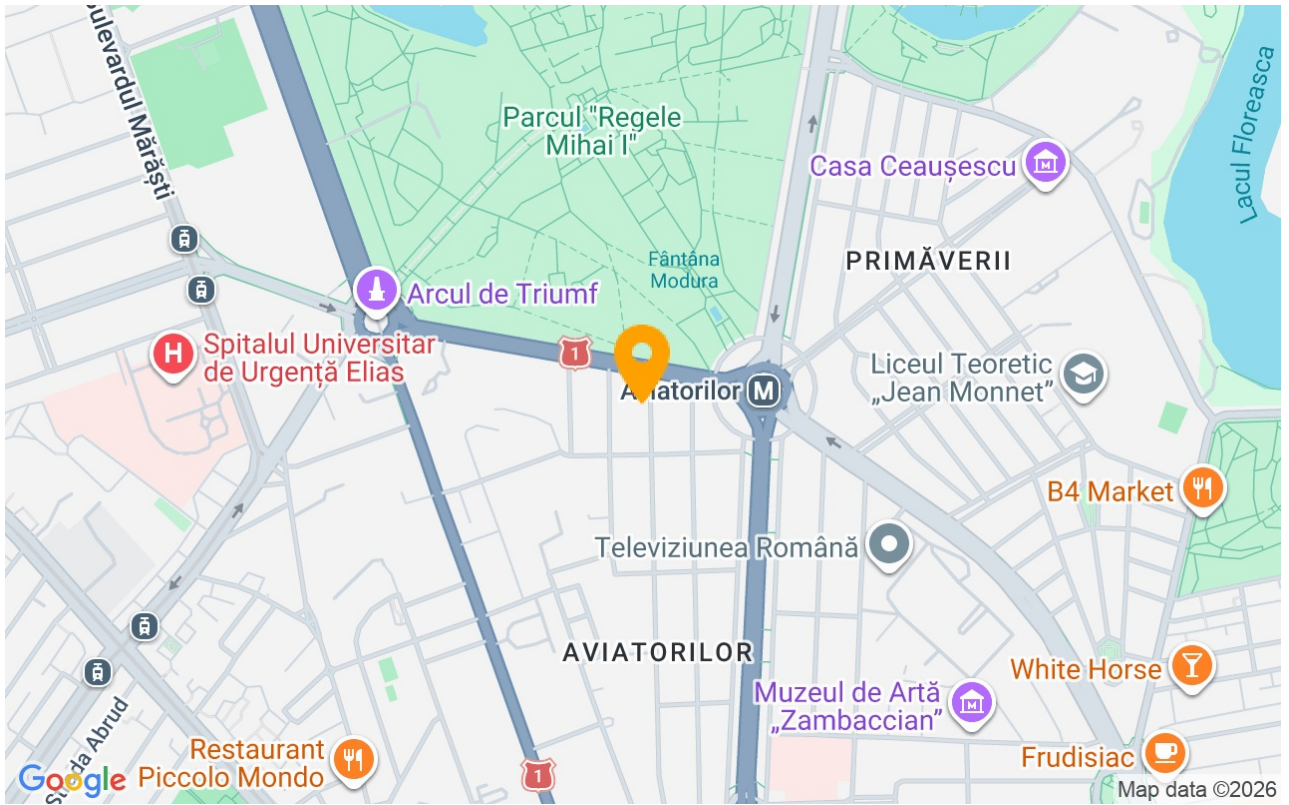 Bulevardul Mărăști
Parcul "Regele
Mihai I"
Casa Ceaușescu
Lacul Floreasca
PRIMĂVERII
Fântâna
Modura
Arcul de Triumf
Spitalul Universitar
de Urgență Elias
H
1
Aviatorilor
M
Liceul Teoretic
„Jean Monnet”
B4 Market
Televiziunea Română
AVIATORILOR
White Horse
Muzeul de Artă
„Zambaccian”
Strada Abrud
Restaurant
Piccolo Mondo
1
Frudisiac
Google
Map data ©2026